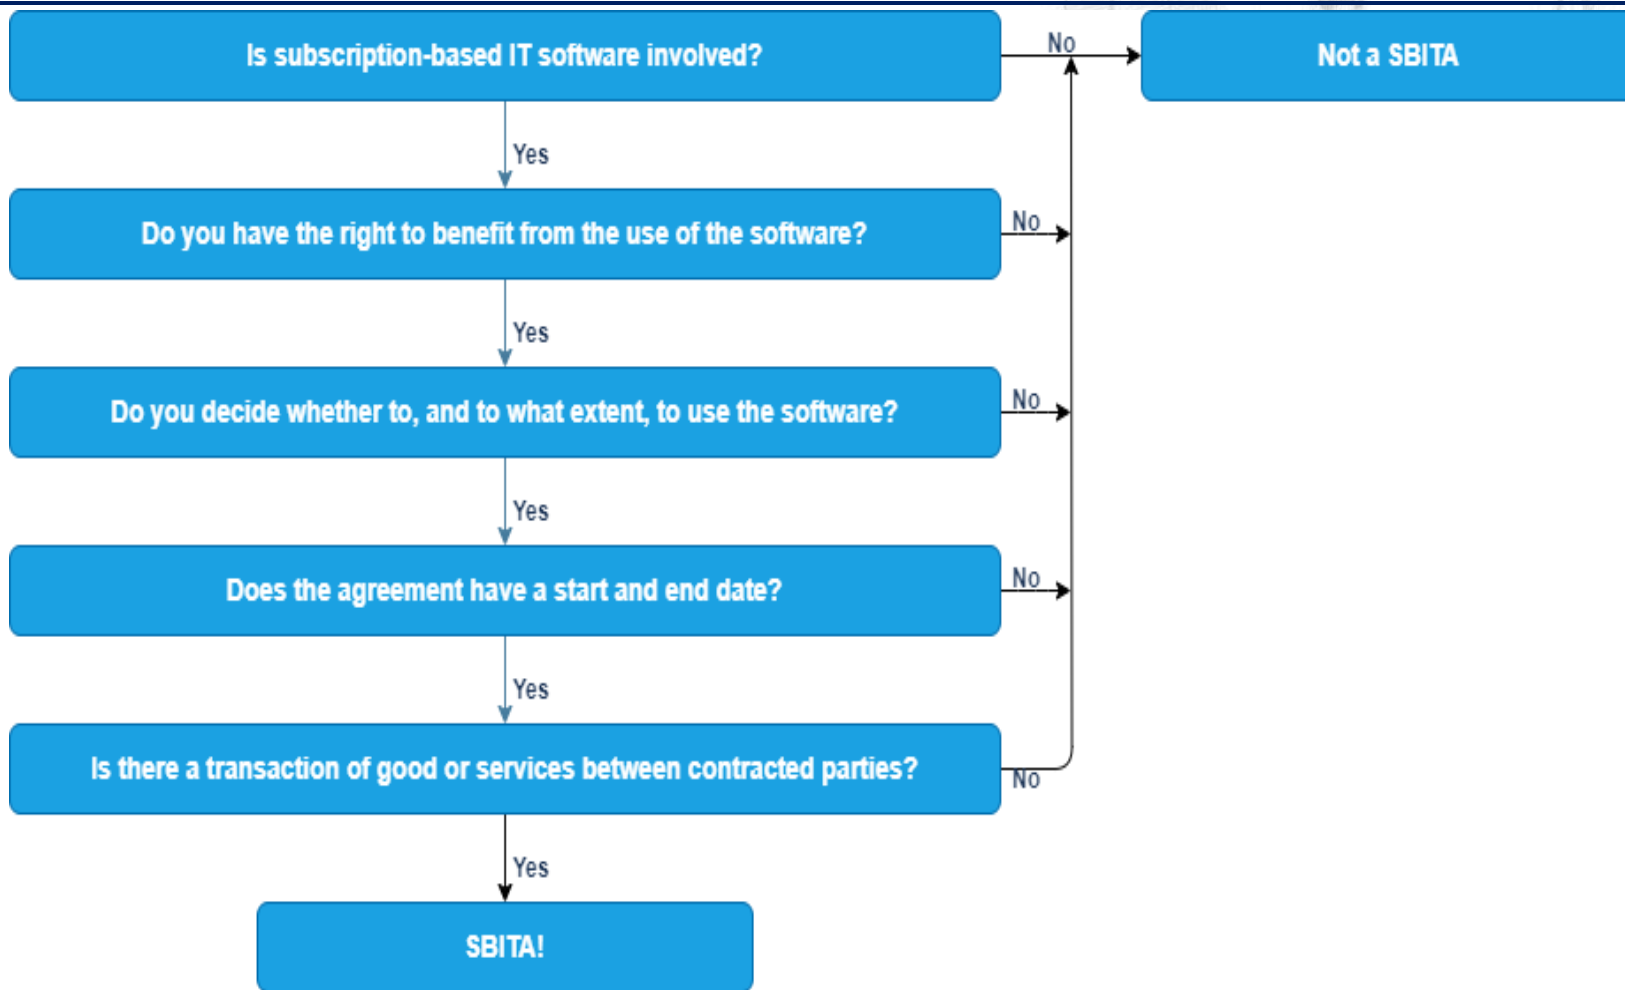 Is subscription-based IT software involved?
No
Not a SBITA
Yes
Do you have the right to benefit from the use of the software?
No
Yes
Do you decide whether to, and to what extent, to use the software?
No
Yes
Does the agreement have a start and end date?
No
Yes
Is there a transaction of good or services between contracted parties?
No
Yes
SBITA!